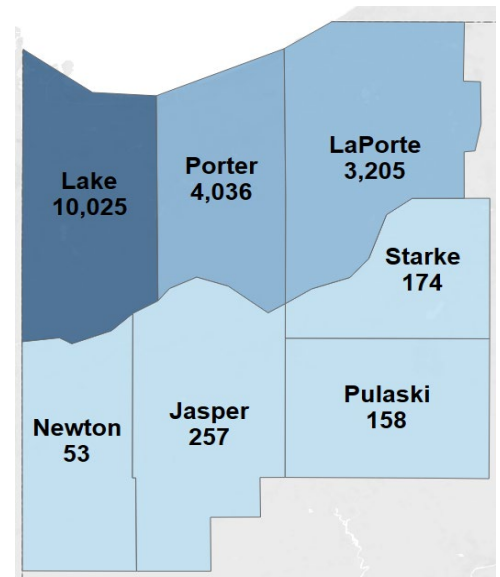 Lake
10,025
Porter
4,036
LaPorte
3,205
Starke
174
Newton
53
Jasper
257
Pulaski
158